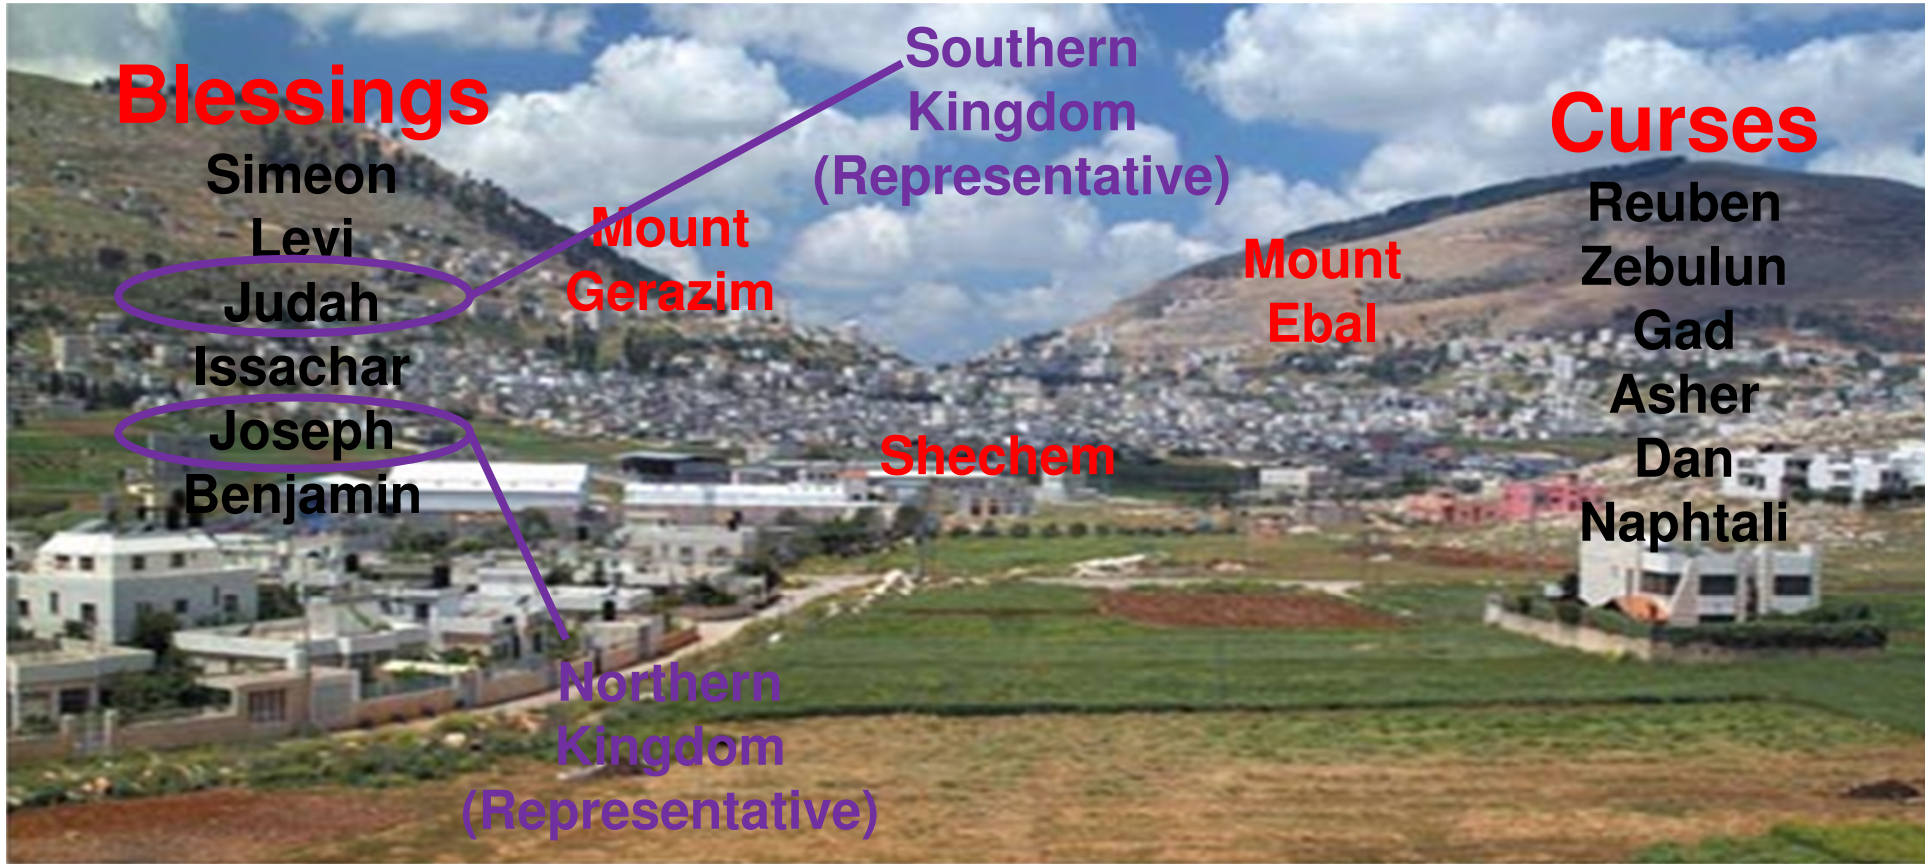 Blessings
Simeon
Levi
Judah
Issachar
Joseph
Benjamin
Mount
Gerazim
Southern
Kingdom
(Representative)
Mount
Ebal
Shechem
Northern
Kingdom
(Representative)
Curses
Reuben
Zebulun
Gad
Asher
Dan
Naphtali